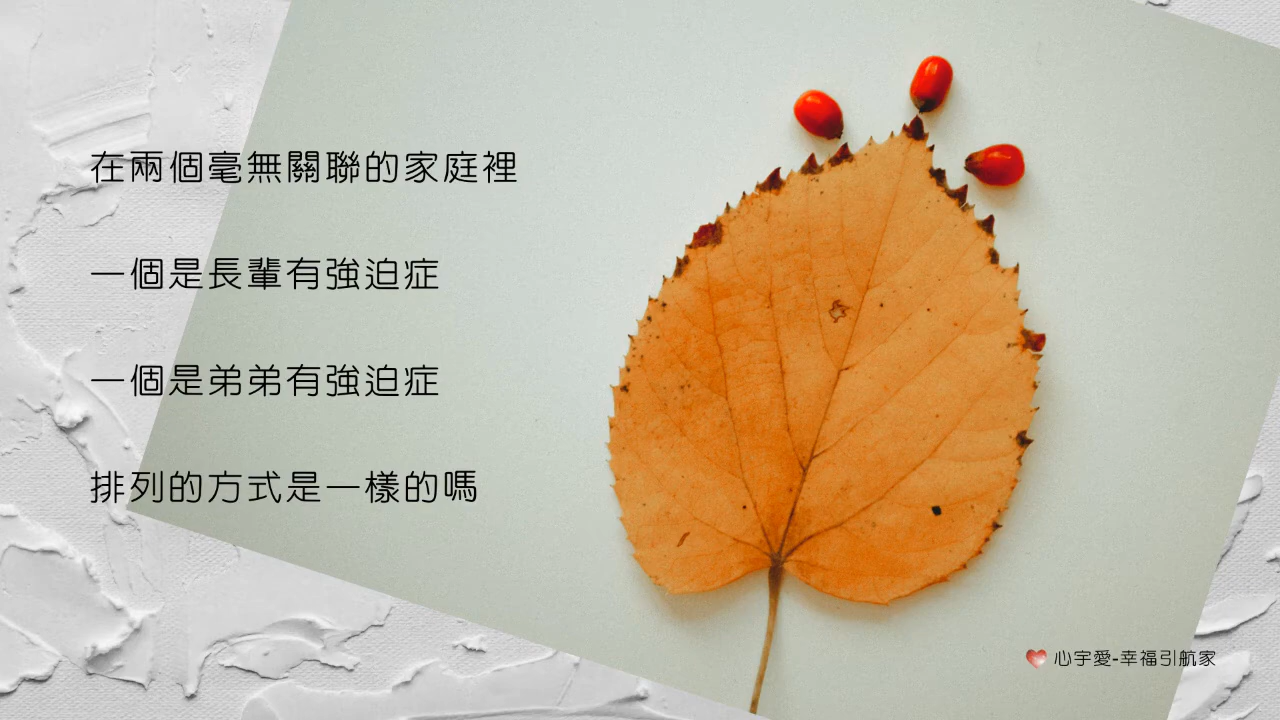 在兩個毫無關聯的家庭裡
一個是長輩有強迫症
一個是弟弟有強迫症
排列的方式是一樣的嗎
心宇愛-幸福引航家